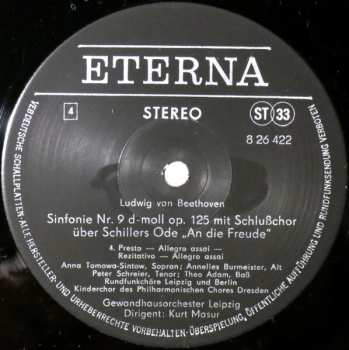 ETERNA
4
STEREO
ST 33
8 26 422
Ludwig van Beethoven
Sinfonie Nr. 9 d-moll op. 125 mit Schlußchor
über Schillers Ode „An die Freude“
4. Presto — Allegro assai —
Rezitativo — Allegro assai
Anna Tomowa-Sintow, Sopran; Annelies Burmeister, Alt
Peter Schreier, Tenor; Theo Adam, Baß
Rundfunkchöre Leipzig und Berlin
Kinderchor des Philharmonischen Chores Dresden
Gewandhausorchester Leipzig
Dirigent: Kurt Masur
VEB DEUTSCHE SCHALLPLATTEN · ALLE HERSTELLER- UND URHEBERRECHTE VORBEHALTEN · ÜBERSPIELUNG, ÖFFENTLICHE AUFFÜHRUNG UND RUNDFUNKSENDUNG VERBOTEN